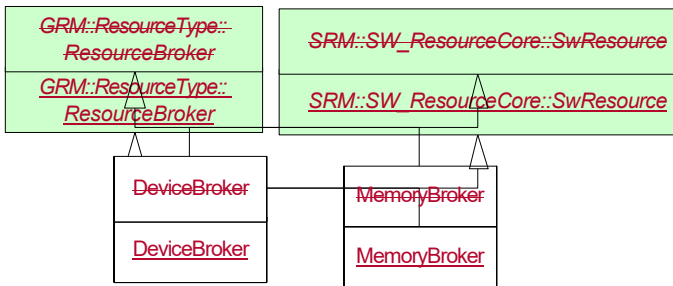 GRM::ResourceType::
ResourceBroker
SRM::SW_ResourceCore::SwResource
GRM::ResourceType::
ResourceBroker
SRM::SW_ResourceCore::SwResource
DeviceBroker
MemoryBroker
DeviceBroker
MemoryBroker